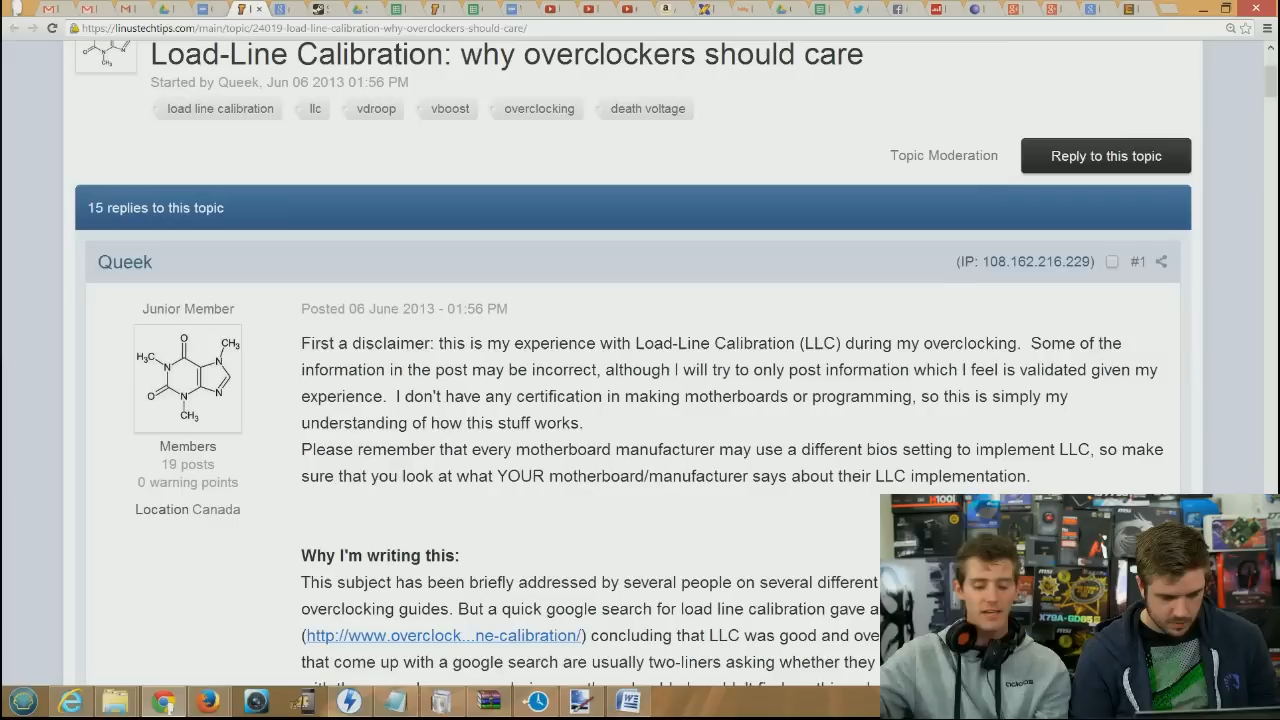 https://linustechtips.com/main/topic/24019-load-line-calibration-why-overclockers-should-care/
Load-Line Calibration: why overclockers should care
Started by Queek, Jun 06 2013 01:56 PM
load line calibration
llc
vdroop
vboost
overclocking
death voltage
Topic Moderation
Reply to this topic
15 replies to this topic
Queek
(IP: 108.162.216.229)
#1
Junior Member
Posted 06 June 2013 - 01:56 PM
CH₃
H₃C
O
N
N
O
N
N
CH₃
Members
19 posts
0 warning points
Location Canada
First a disclaimer: this is my experience with Load-Line Calibration (LLC) during my overclocking. Some of the
information in the post may be incorrect, although I will try to only post information which I feel is validated given my
experience. I don't have any certification in making motherboards or programming, so this is simply my
understanding of how this stuff works.
Please remember that every motherboard manufacturer may use a different bios setting to implement LLC, so make
sure that you look at what YOUR motherboard/manufacturer says about their LLC implementation.
Why I'm writing this:
This subject has been briefly addressed by several people on several different
overclocking guides. But a quick google search for load line calibration gave a
(http://www.overclock...ne-calibration/) concluding that LLC was good and ove
that come up with a google search are usually two-liners asking whether they
H100i
msi
msi
X79A-GD65
adidas